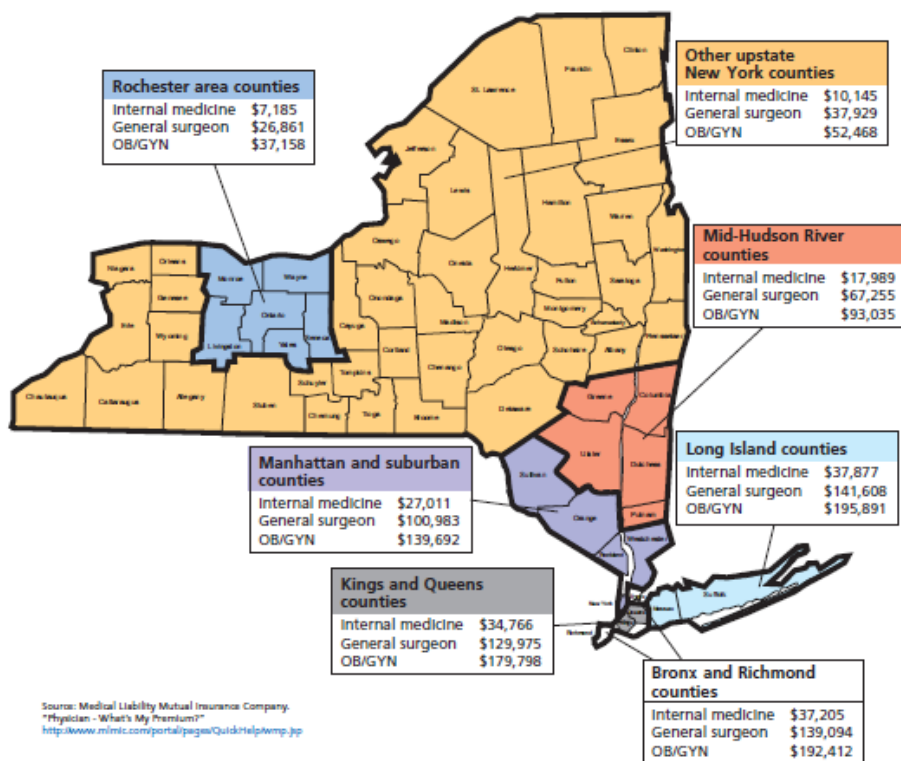 Rochester area counties
Internal medicine $7,185
General surgeon $26,861
OB/GYN $37,158
Other upstate
New York counties
Internal medicine $10,145
General surgeon $37,929
OB/GYN $52,468
Mid-Hudson River
counties
Internal medicine $17,989
General surgeon $67,255
OB/GYN $93,035
Manhattan and suburban
counties
Internal medicine $27,011
General surgeon $100,983
OB/GYN $139,692
Long Island counties
Internal medicine $37,877
General surgeon $141,608
OB/GYN $195,891
Kings and Queens
counties
Internal medicine $34,766
General surgeon $129,975
OB/GYN $179,798
Bronx and Richmond
counties
Internal medicine $37,205
General surgeon $139,094
OB/GYN $192,412
Clinton
Franklin
St. Lawrence
Essex
Jefferson
Lewis
Hamilton
Warren
Washington
Oswego
Oneida
Herkimer
Fulton
Saratoga
Niagara
Orleans
Monroe
Wayne
Genesee
Ontario
Onondaga
Madison
Montgomery
Schenectady
Erie
Wyoming
Livingston
Yates
Seneca
Cayuga
Cortland
Chenango
Otsego
Schoharie
Albany
Rensselaer
Chautauqua
Cattaraugus
Allegany
Steuben
Schuyler
Tompkins
Chemung
Tioga
Broome
Delaware
Greene
Columbia
Ulster
Dutchess
Putnam
Sullivan
Orange
Rockland
Westchester
New York
Richmond
Nassau
Suffolk
Source: Medical Liability Mutual Insurance Company.
"Physician - What's My Premium?"
http://www.mlmic.com/portal/pages/QuickHelp/wmp.jsp